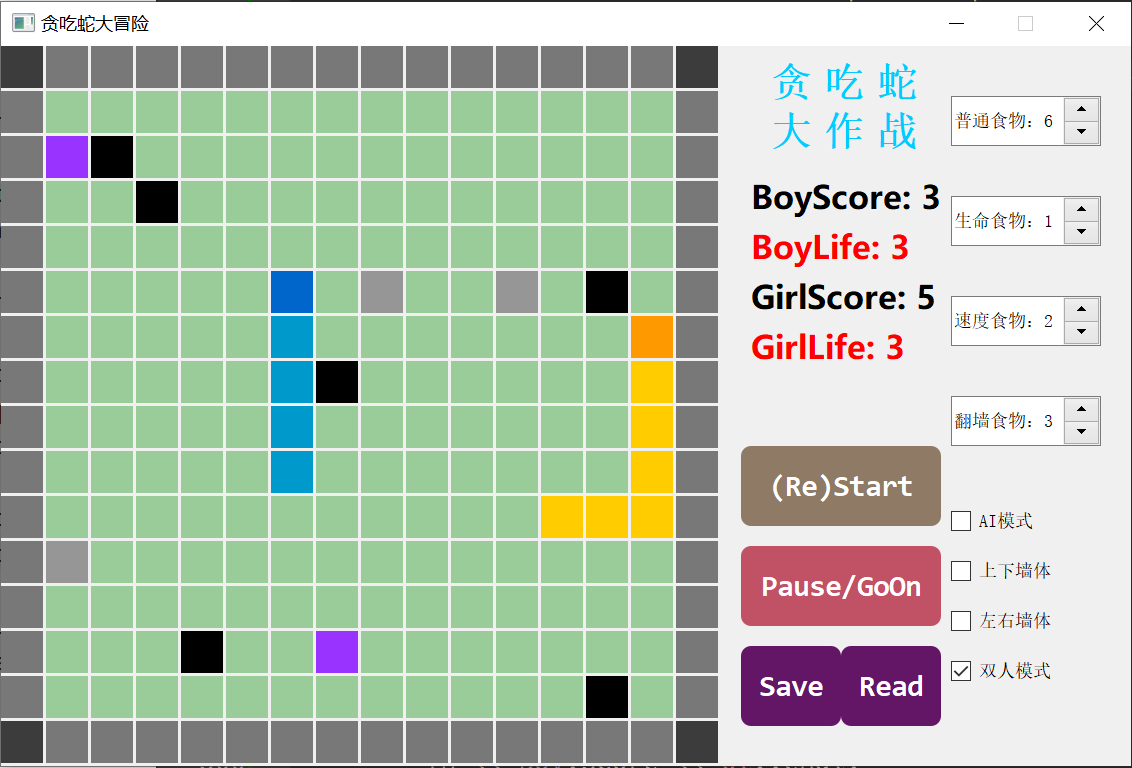 贪吃蛇大冒险
贪 吃 蛇
大 作 战
BoyScore: 3
BoyLife: 3
GirlScore: 5
GirlLife: 3
(Re)Start
Pause/GoOn
Save
Read
普通食物: 6
生命食物: 1
速度食物: 2
翻墙食物: 3
AI模式
上下墙体
左右墙体
双人模式